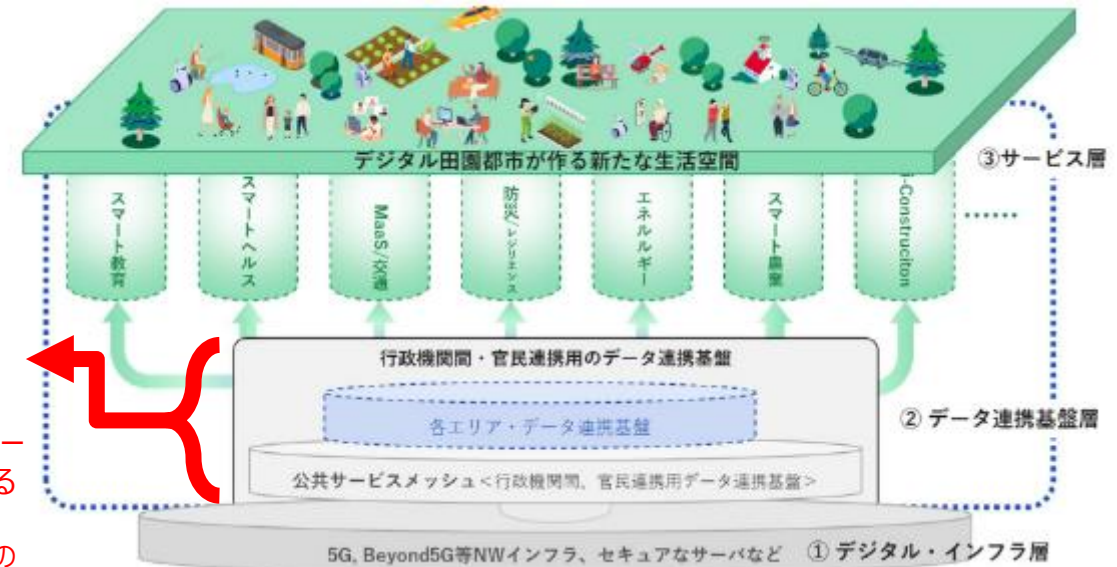 デジタル田園都市が作る新たな生活空間
③サービス層
スマート教育
スマートヘルス
MaaS/交通
防災、レジリエンス
エネルルギー
スマート農業
i-Construciton
……
行政機関間・官民連携用のデータ連携基盤
各エリア・データ連携基盤
② データ連携基盤層
公共サービスメッシュ<行政機関間、官民連携用データ連携基盤>
ー
る
の
5G, Beyond5G等NWインフラ、セキュアなサーバなど
① デジタル・インフラ層